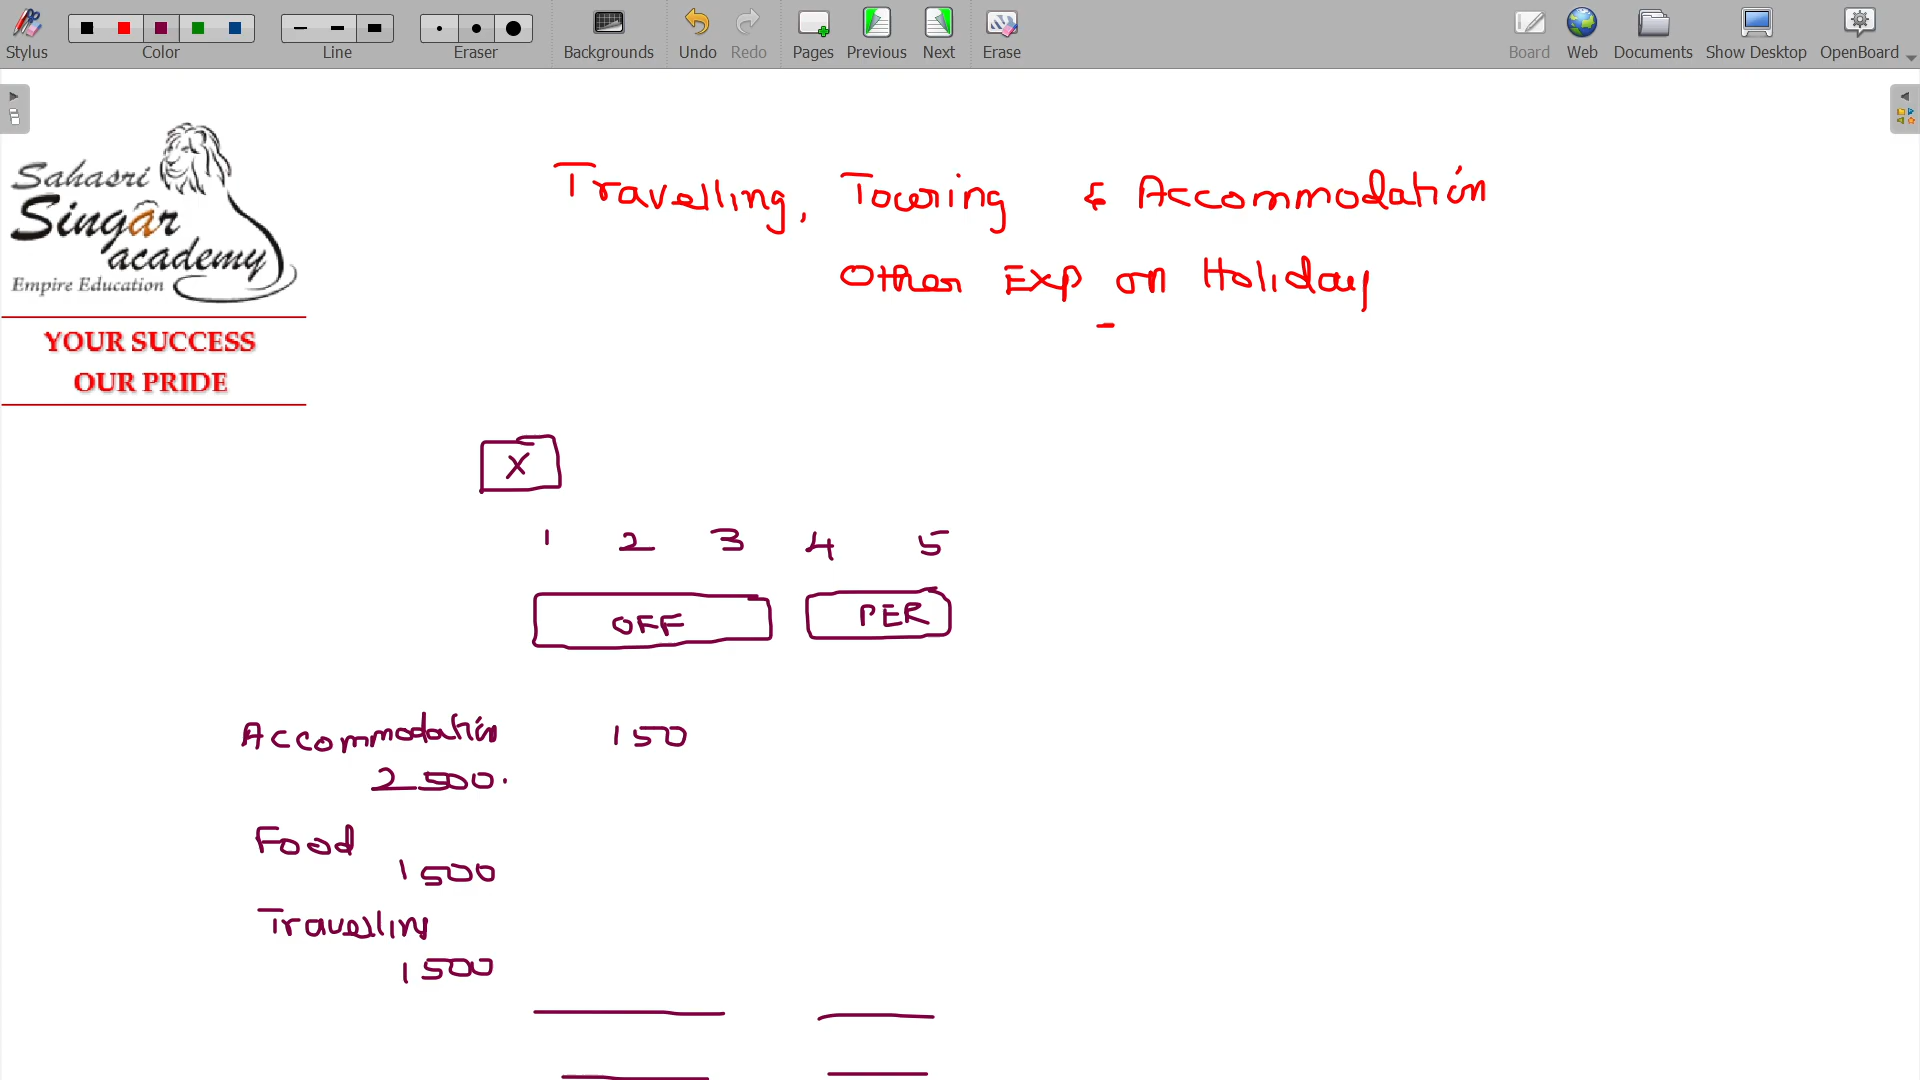 Stylus
Color
Line
Eraser
Backgrounds
Undo
Redo
Pages
Previous
Next
Erase
Board
Web
Documents
Show Desktop
OpenBoard
Sahasri
Singar
academy
Empire Education
YOUR SUCCESS
OUR PRIDE
Travelling, Touring & Accommodation
Other Exp on Holiday
X
1 2 3 4 5
OFF PER
Accommodation 150
2500.
Food
1500
Travelling
1500